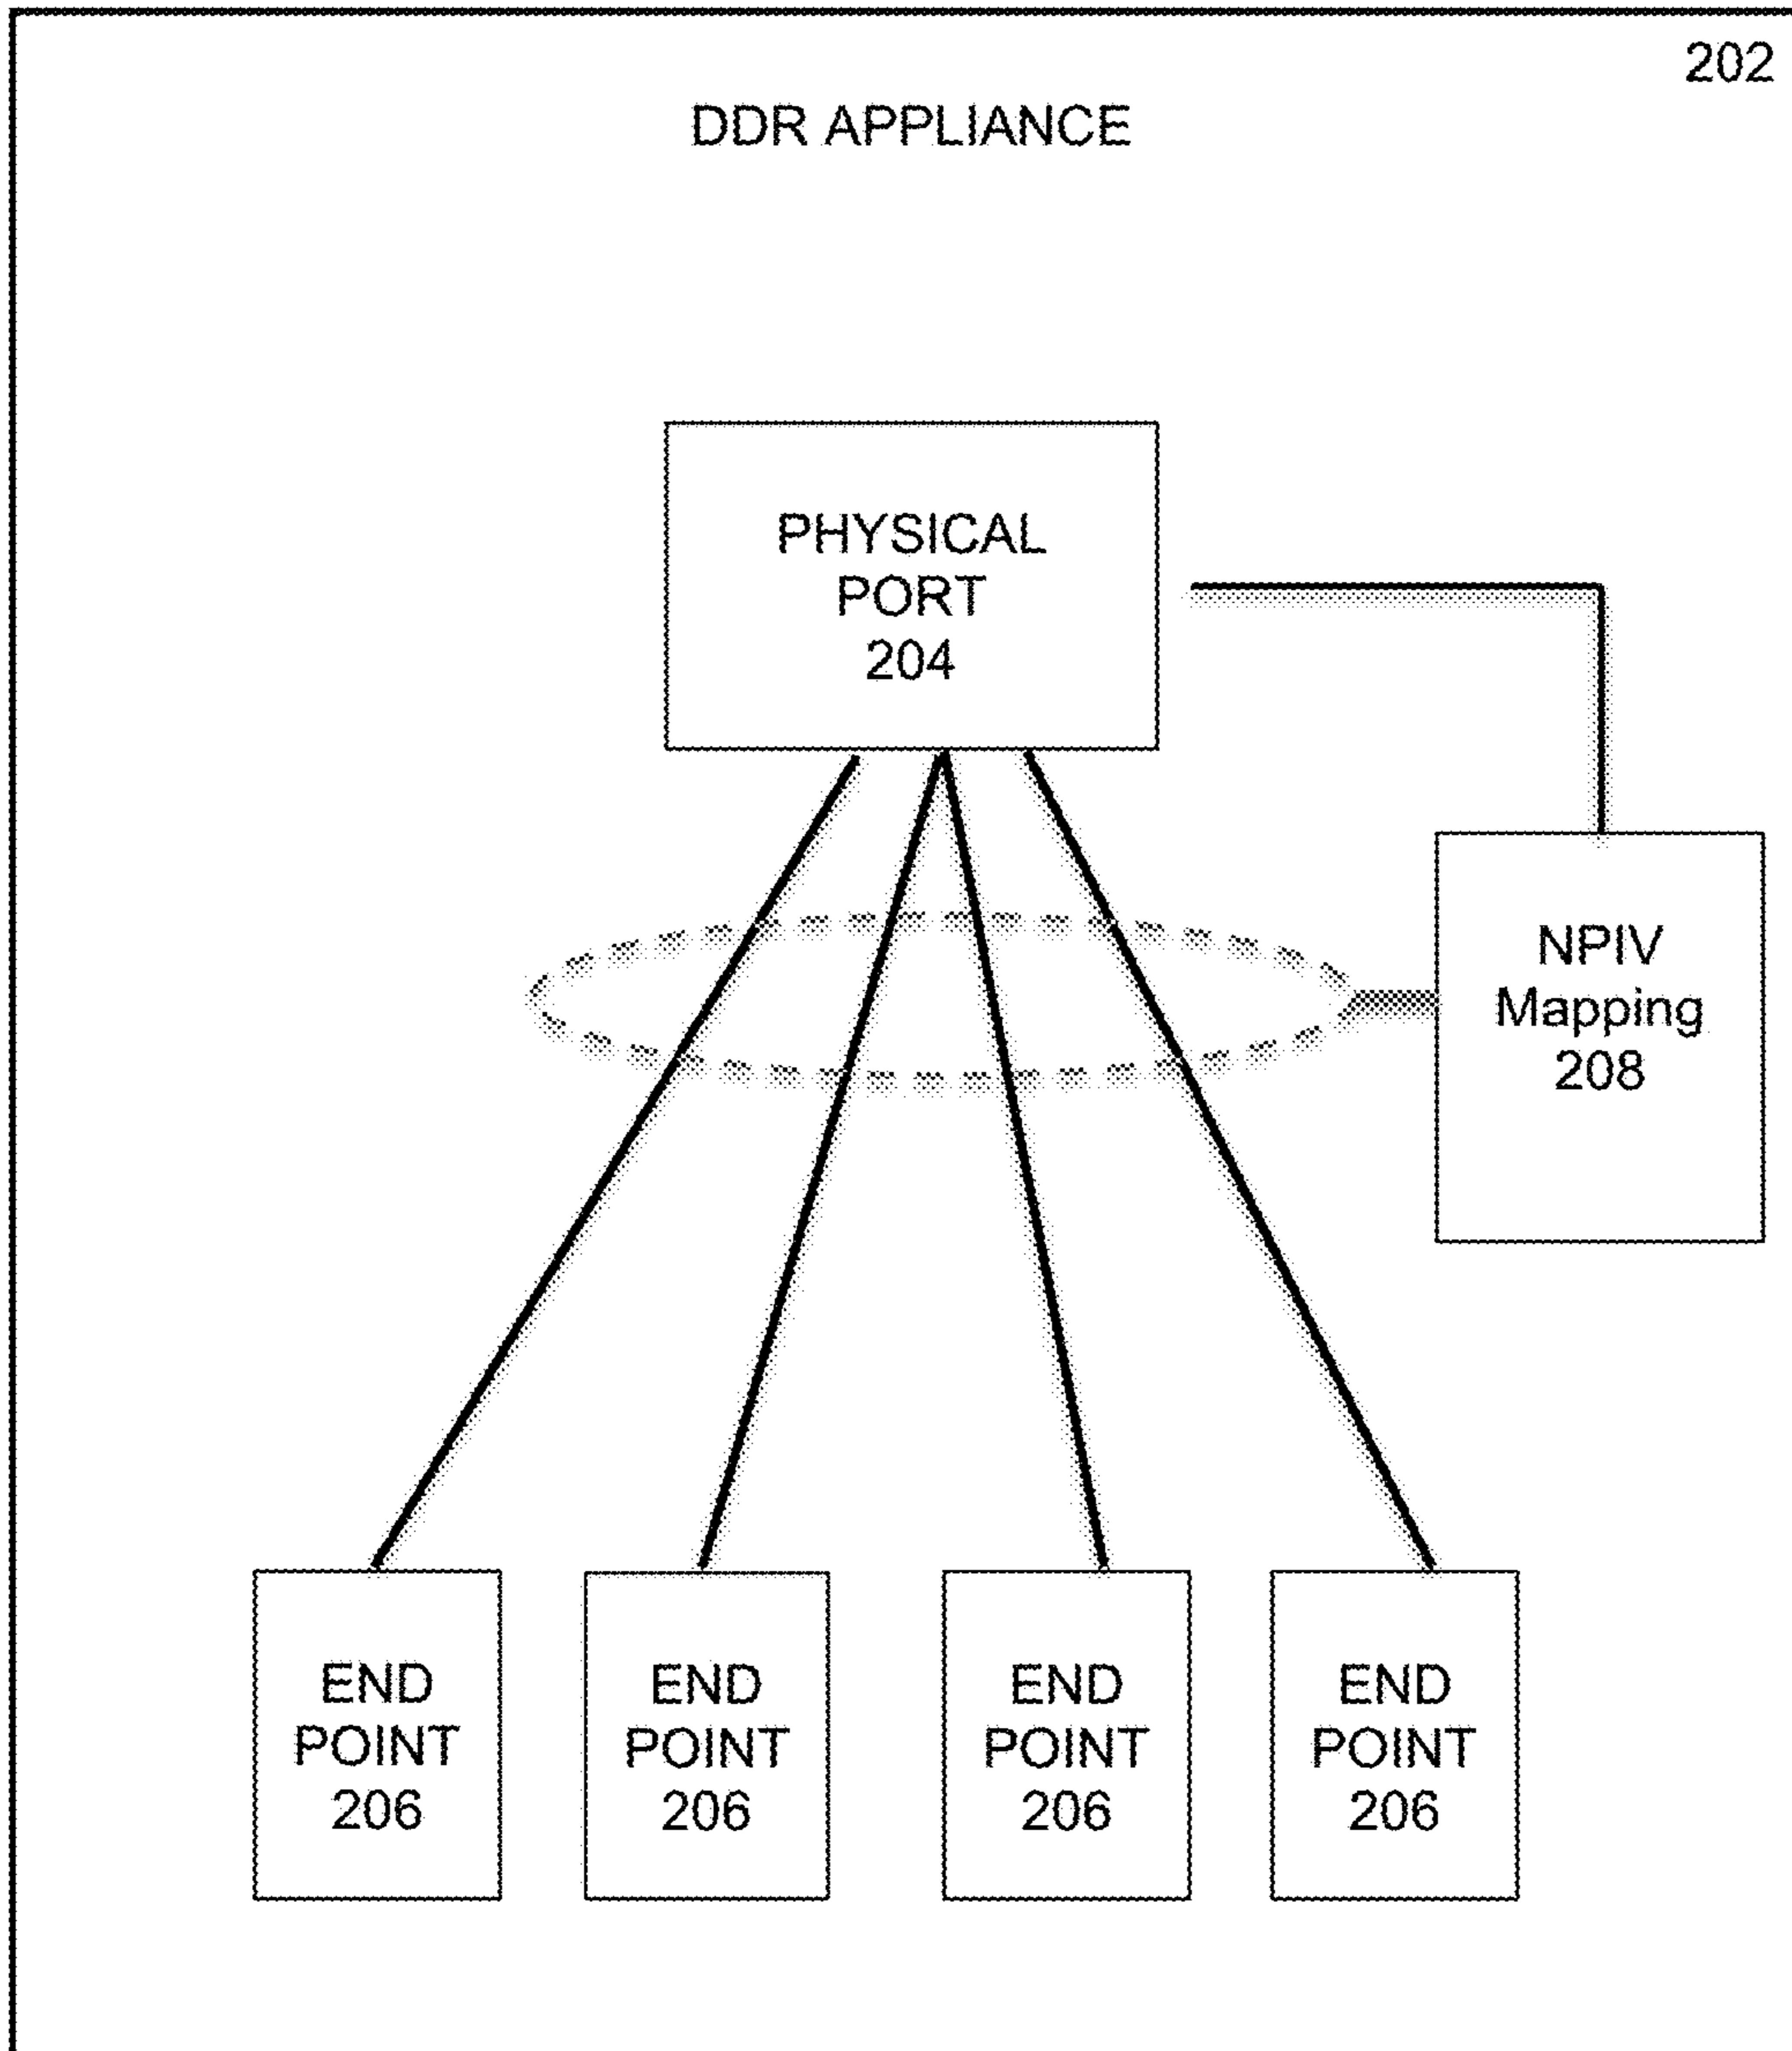 202
DDR APPLIANCE
PHYSICAL
PORT
204
NPIV
Mapping
208
END
POINT
206
END
POINT
206
END
POINT
206
END
POINT
206